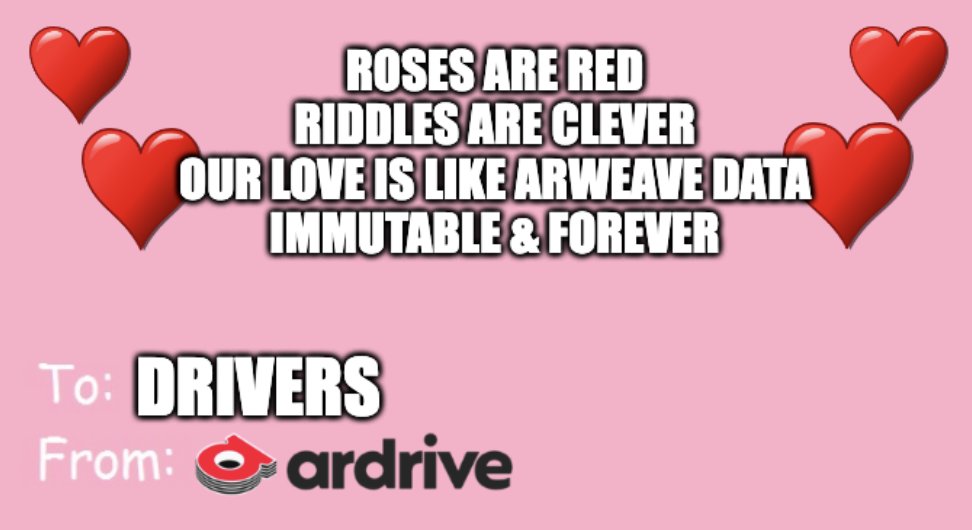 ROSES ARE RED
RIDDLES ARE CLEVER
OUR LOVE IS LIKE ARWEAVE DATA
IMMUTABLE & FOREVER
To: DRIVERS
From: ardrive